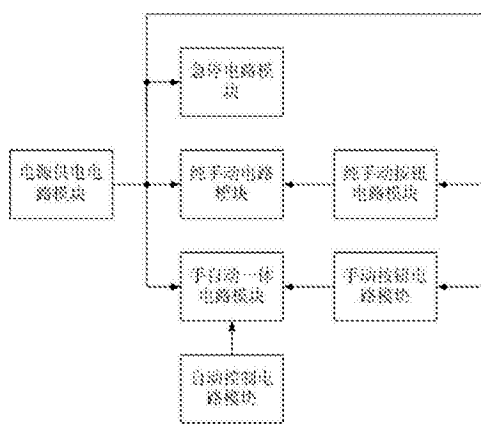 急停电路模
块
电源供电电
路模块
纯手动电路
模块
纯手动按钮
电路模块
手自动一体
电路模块
手动按钮电
路模块
自动控制电
路模块